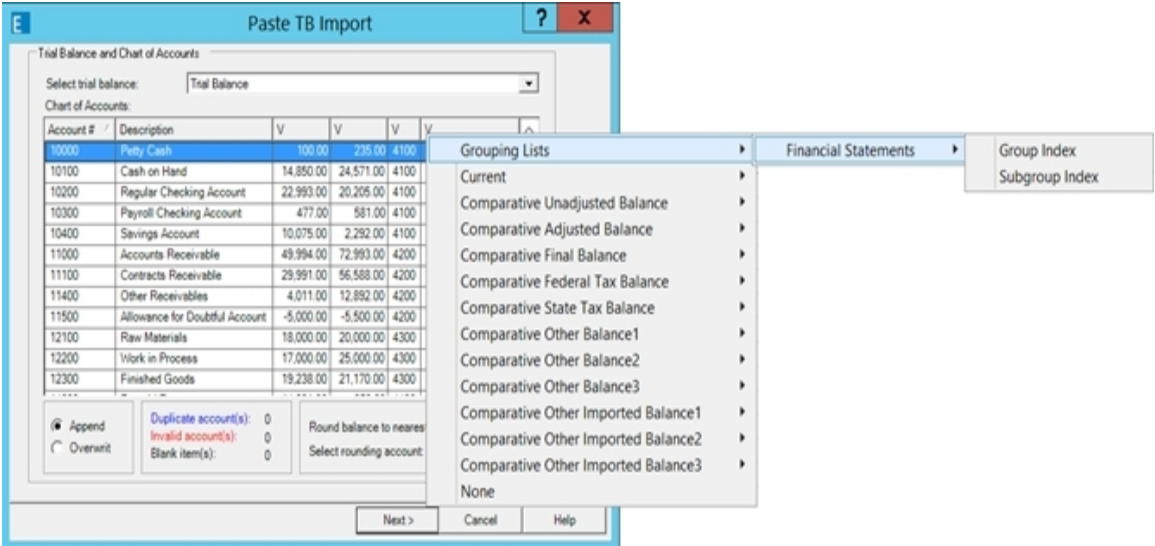 E Paste TB Import ? X
Trial Balance and Chart of Accounts
Select trial balance: Trial Balance
Chart of Accounts:
Account # Description V V V V
10000 Petty Cash 100.00 235.00 4100
10100 Cash on Hand 14,850.00 24,571.00 4100
10200 Regular Checking Account 22,993.00 20,205.00 4100
10300 Payroll Checking Account 477.00 581.00 4100
10400 Savings Account 10,075.00 2,292.00 4100
11000 Accounts Receivable 49,994.00 72,993.00 4200
11100 Contracts Receivable 29,991.00 56,588.00 4200
11400 Other Receivables 4,011.00 12,892.00 4200
11500 Allowance for Doubtful Account -5,000.00 -5,500.00 4200
12100 Raw Materials 18,000.00 20,000.00 4300
12200 Work in Process 17,000.00 25,000.00 4300
12300 Finished Goods 19,238.00 21,170.00 4300
Append
Overwrit
Duplicate account(s): 0
Invalid account(s): 0
Blank item(s): 0
Round balance to neares
Select rounding account:
Next >
Cancel
Help
Grouping Lists
Current
Comparative Unadjusted Balance
Comparative Adjusted Balance
Comparative Final Balance
Comparative Federal Tax Balance
Comparative State Tax Balance
Comparative Other Balance1
Comparative Other Balance2
Comparative Other Balance3
Comparative Other Imported Balance1
Comparative Other Imported Balance2
Comparative Other Imported Balance3
None
Financial Statements
Group Index
Subgroup Index